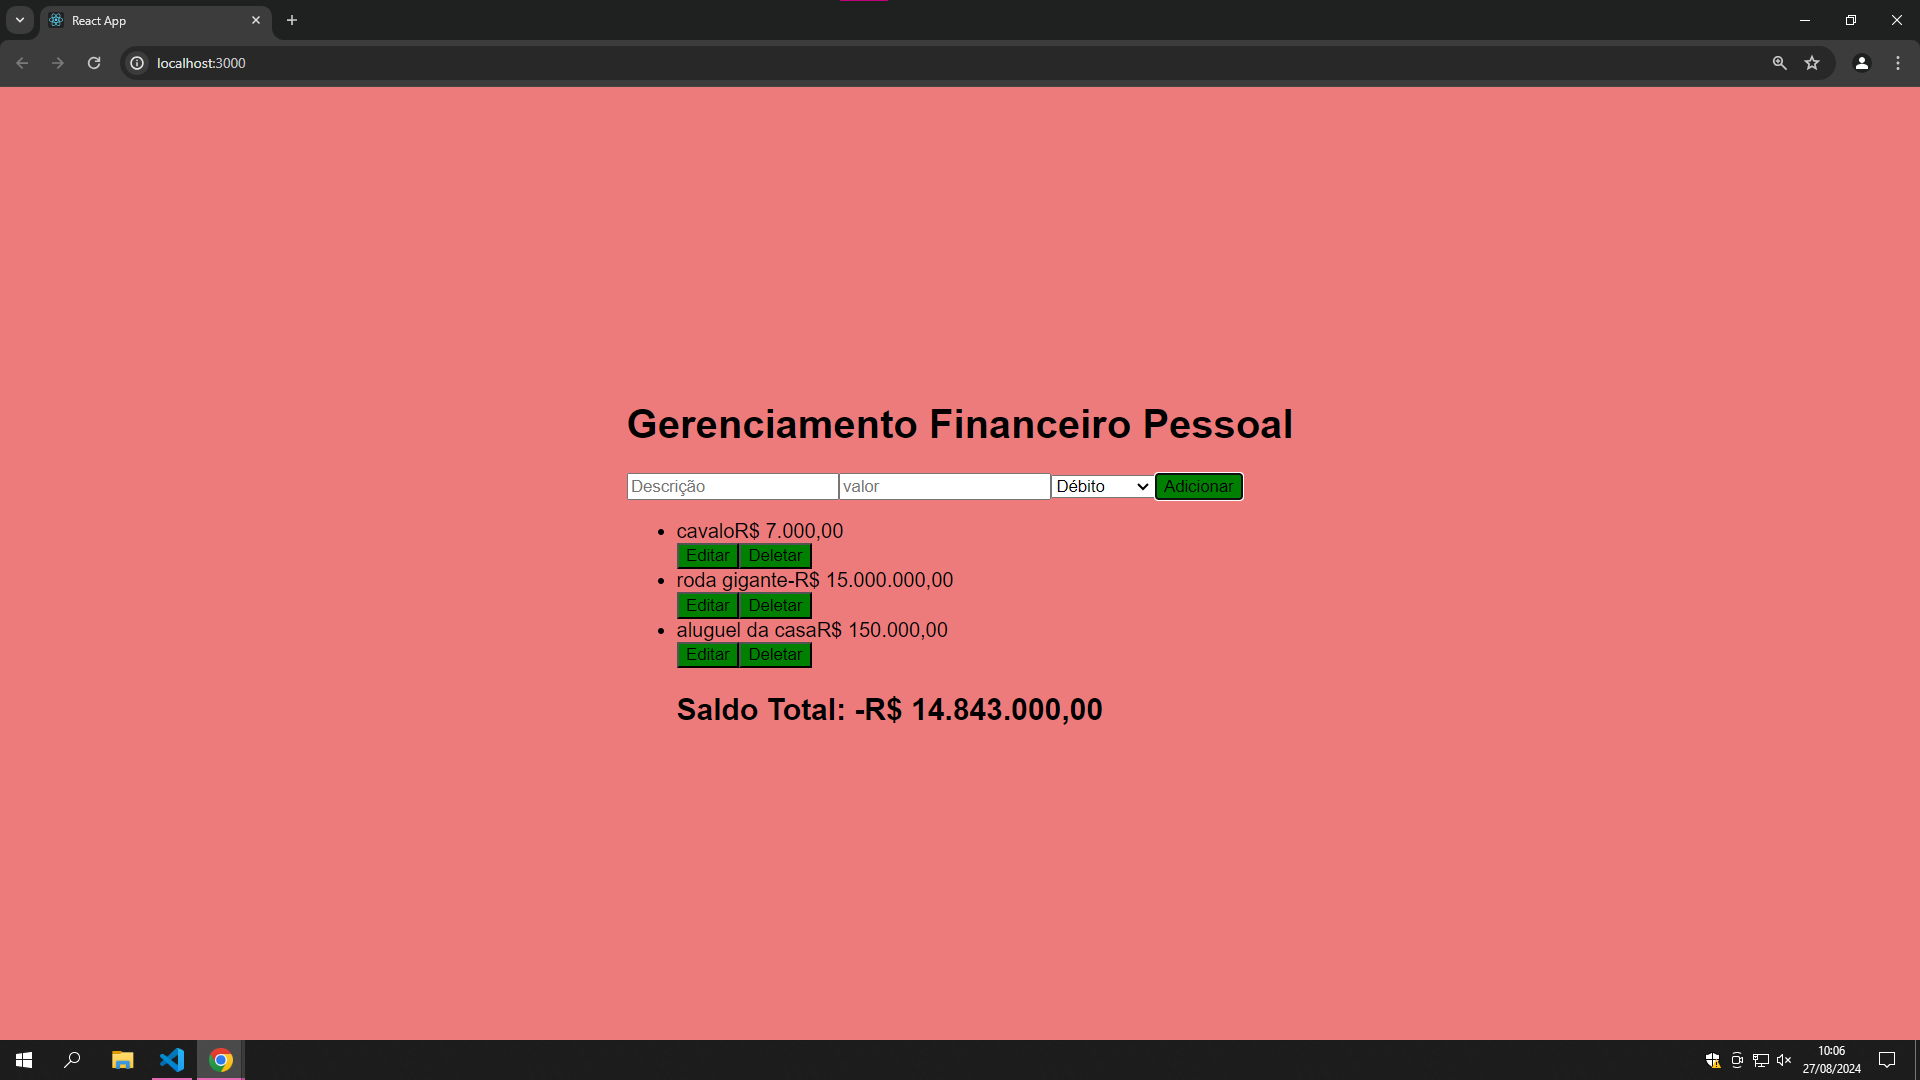 React App
localhost:3000
Gerenciamento Financeiro Pessoal
Descrição valor Débito Adicionar
cavaloR$ 7.000,00
Editar Deletar
roda gigante-R$ 15.000.000,00
Editar Deletar
aluguel da casaR$ 150.000,00
Editar Deletar
Saldo Total: -R$ 14.843.000,00
10:06
27/08/2024